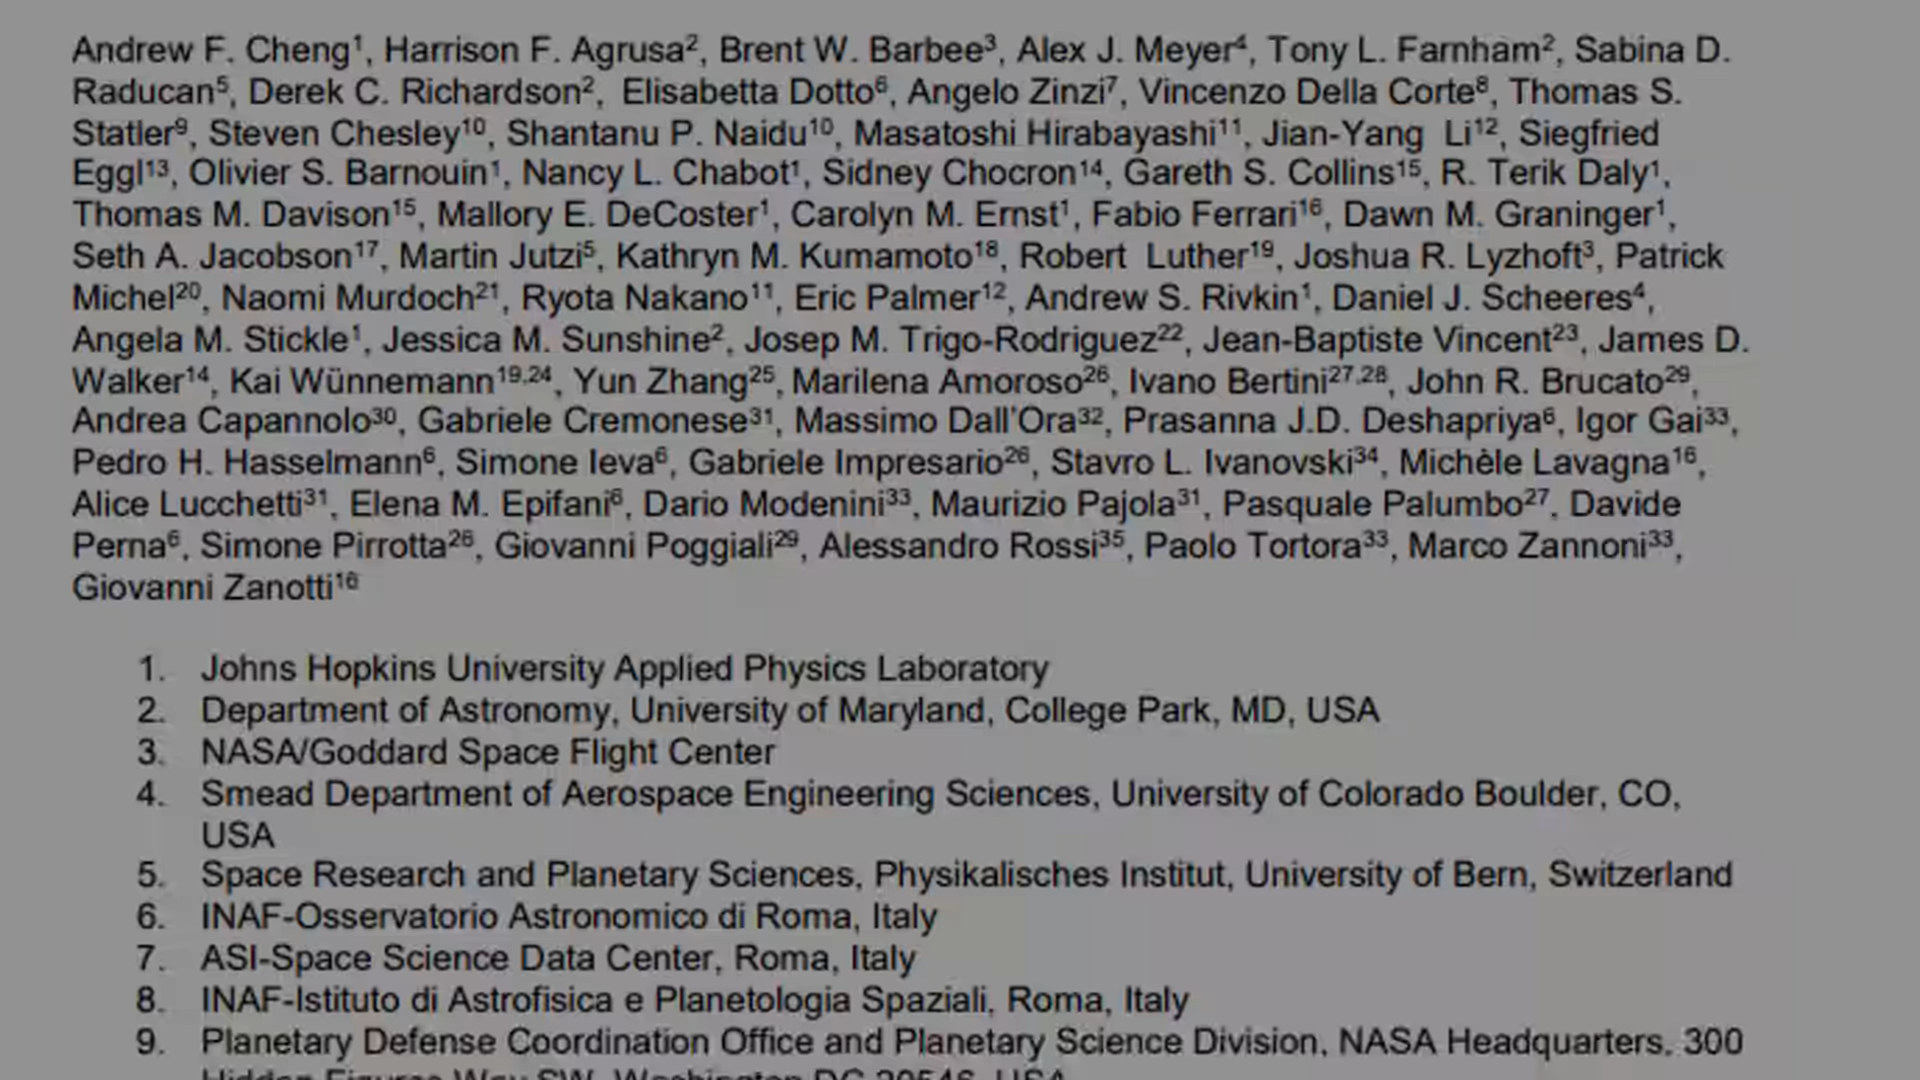 Andrew F. Cheng¹, Harrison F. Agrusa², Brent W. Barbee³, Alex J. Meyer⁴, Tony L. Farnham², Sabina D.
Raducan⁵, Derek C. Richardson², Elisabetta Dotto⁶, Angelo Zinzi⁷, Vincenzo Della Corte⁸, Thomas S.
Statler⁹, Steven Chesley¹⁰, Shantanu P. Naidu¹⁰, Masatoshi Hirabayashi¹¹, Jian-Yang Li¹², Siegfried
Eggl¹³, Olivier S. Barnouin¹, Nancy L. Chabot¹, Sidney Chocron¹⁴, Gareth S. Collins¹⁵, R. Terik Daly¹,
Thomas M. Davison¹⁵, Mallory E. DeCoster¹, Carolyn M. Ernst¹, Fabio Ferrari¹⁶, Dawn M. Graninger¹,
Seth A. Jacobson¹⁷, Martin Jutzi⁵, Kathryn M. Kumamoto¹⁸, Robert Luther¹⁹, Joshua R. Lyzhoft³, Patrick
Michel²⁰, Naomi Murdoch²¹, Ryota Nakano¹¹, Eric Palmer¹², Andrew S. Rivkin¹, Daniel J. Scheeres⁴,
Angela M. Stickle¹, Jessica M. Sunshine², Josep M. Trigo-Rodriguez²², Jean-Baptiste Vincent²³, James D.
Walker¹⁴, Kai Wünnemann¹⁹,²⁴, Yun Zhang²⁵, Marilena Amoroso²⁶, Ivano Bertini²⁷,²⁸, John R. Brucato²⁹,
Andrea Capannolo³⁰, Gabriele Cremonese³¹, Massimo Dall'Ora³², Prasanna J.D. Deshapriya⁶, Igor Gai³³,
Pedro H. Hasselmann⁶, Simone Ieva⁶, Gabriele Impresario²⁶, Stavro L. Ivanovski³⁴, Michèle Lavagna¹⁶,
Alice Lucchetti³¹, Elena M. Epifani⁶, Dario Modenini³³, Maurizio Pajola³¹, Pasquale Palumbo²⁷, Davide
Perna⁶, Simone Pirrotta²⁶, Giovanni Poggiali²⁹, Alessandro Rossi³⁵, Paolo Tortora³³, Marco Zannoni³³,
Giovanni Zanotti¹⁶
1. Johns Hopkins University Applied Physics Laboratory
2. Department of Astronomy, University of Maryland, College Park, MD, USA
3. NASA/Goddard Space Flight Center
4. Smead Department of Aerospace Engineering Sciences, University of Colorado Boulder, CO,
USA
5. Space Research and Planetary Sciences, Physikalisches Institut, University of Bern, Switzerland
6. INAF-Osservatorio Astronomico di Roma, Italy
7. ASI-Space Science Data Center, Roma, Italy
8. INAF-Istituto di Astrofisica e Planetologia Spaziali, Roma, Italy
9. Planetary Defense Coordination Office and Planetary Science Division, NASA Headquarters, 300
Hidden Figures Way SW, Washington DC 20546, USA